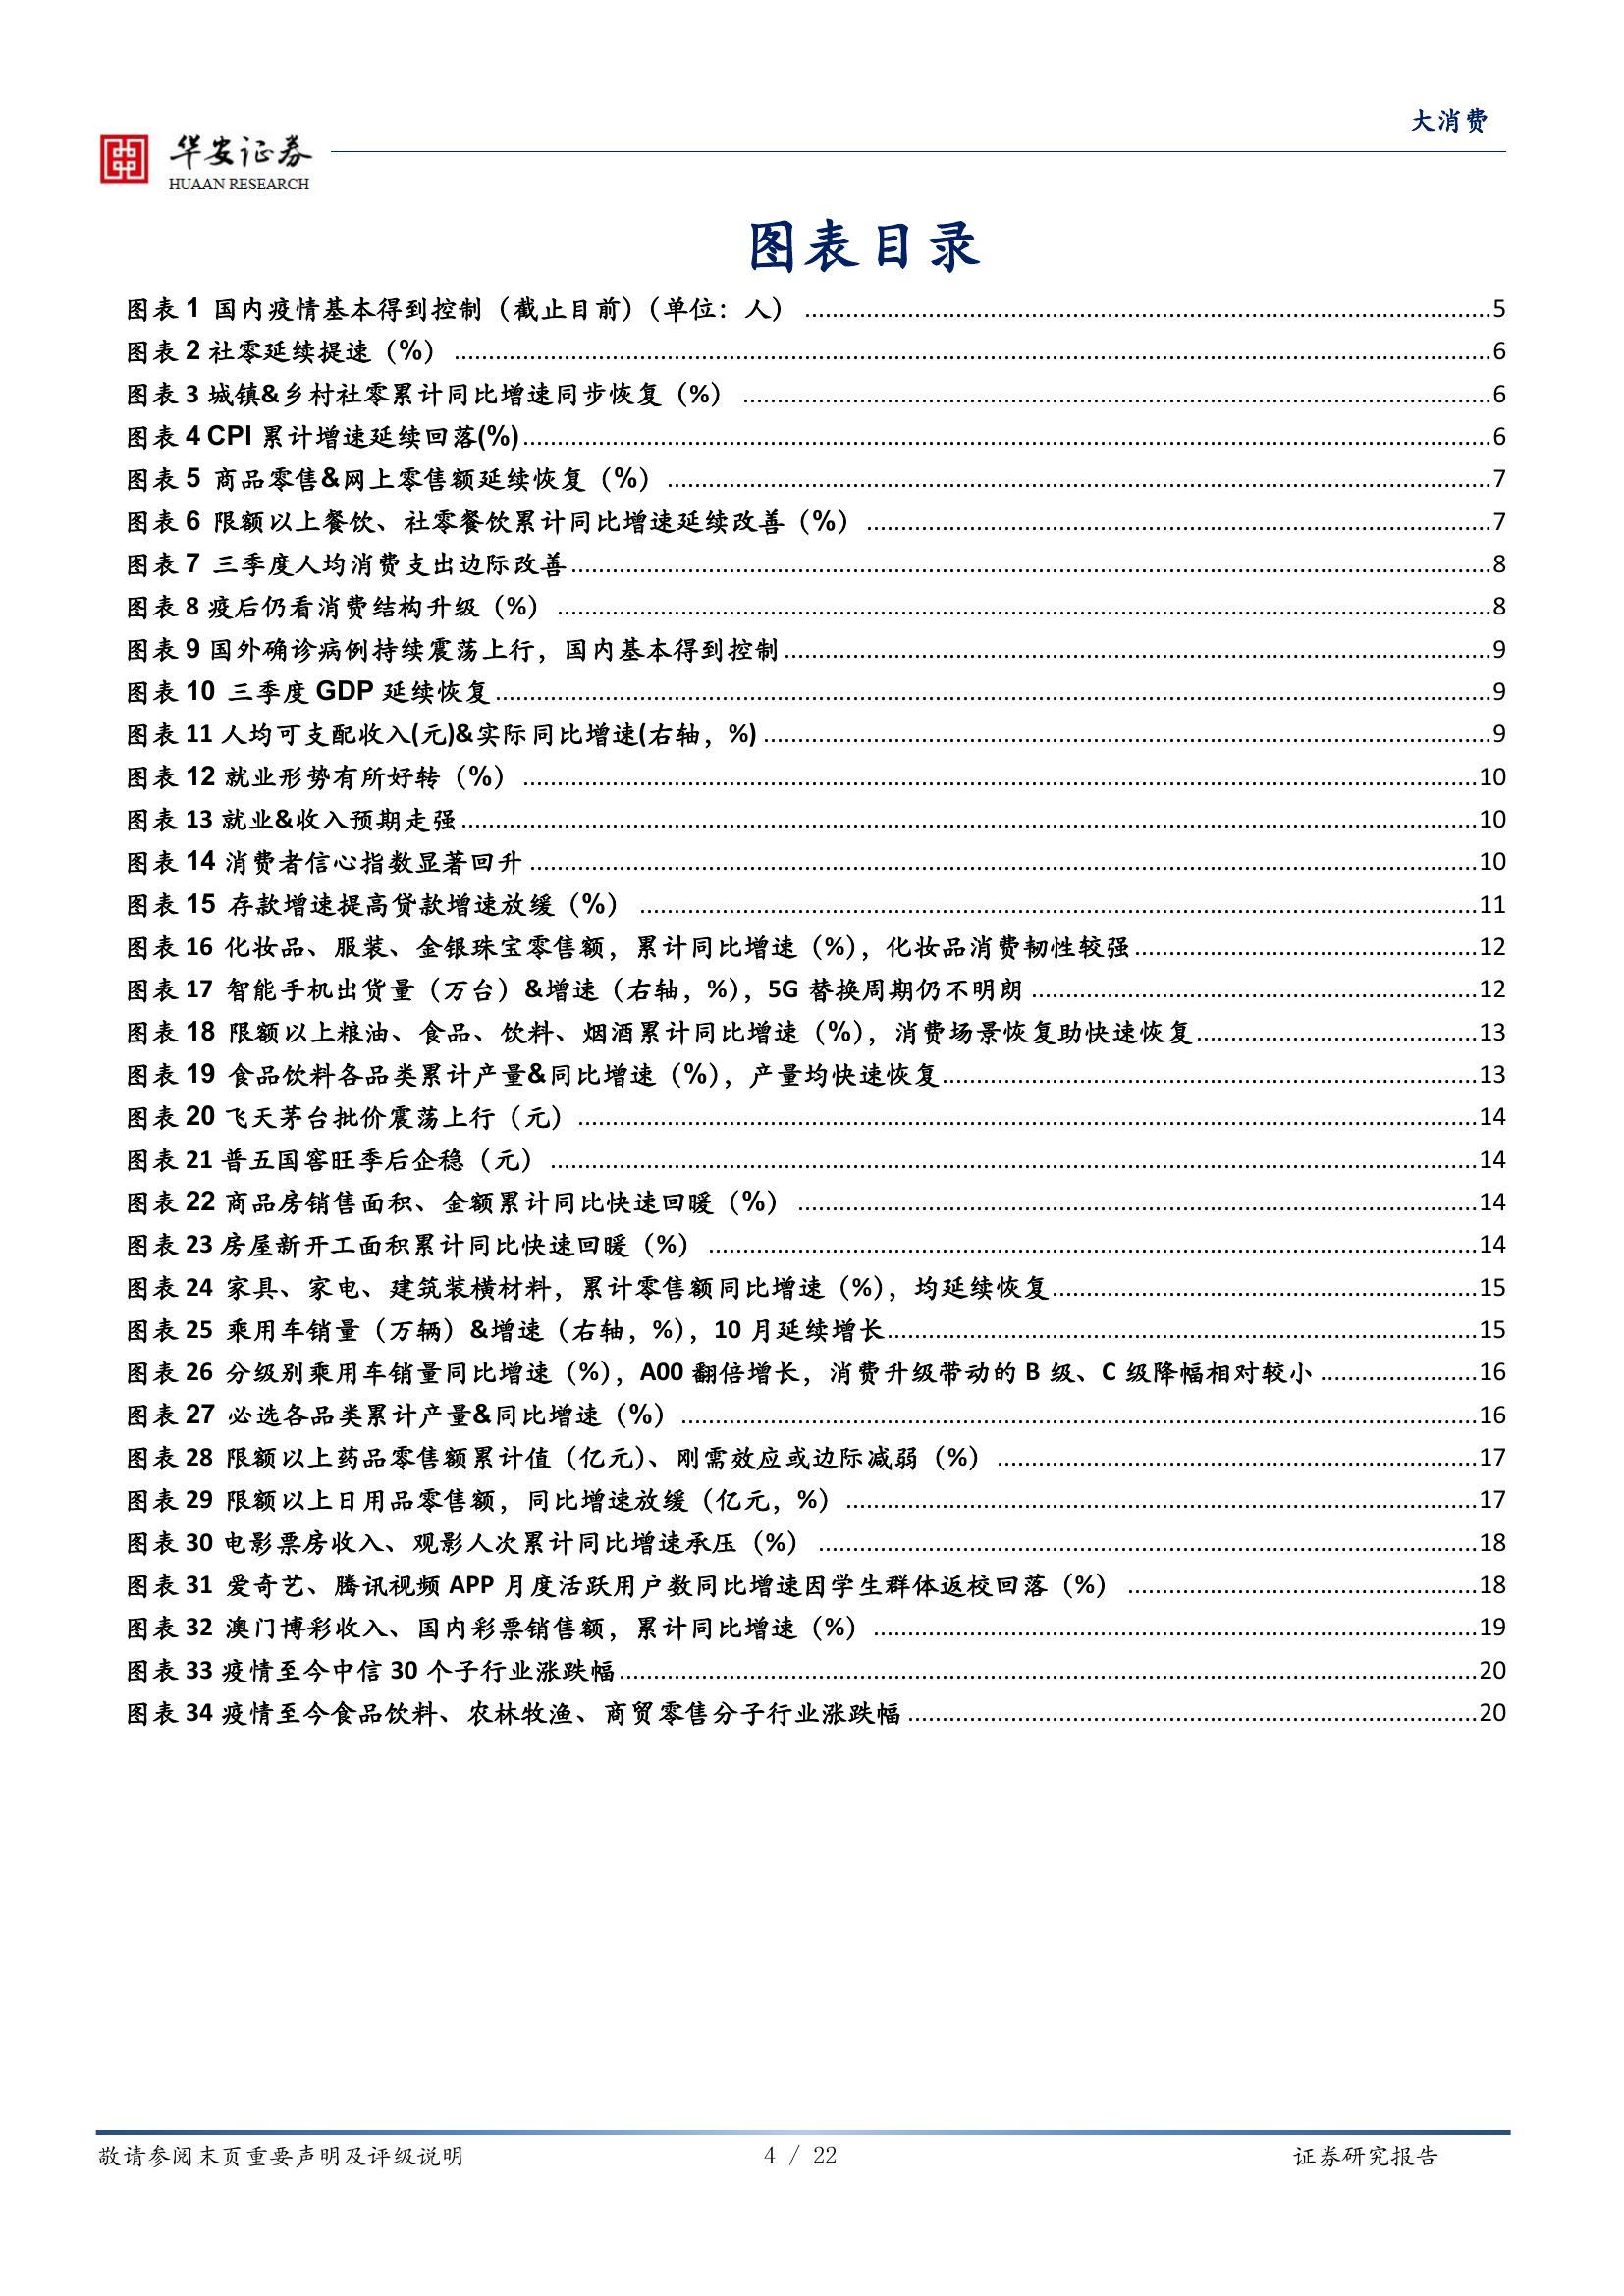 大消费
华安证券
HUAAN RESEARCH
图表目录
图表 1 国内疫情基本得到控制（截止目前）（单位：人）....................5
图表 2 社零延续提速（%）....................6
图表 3 城镇&乡村社零累计同比增速同步恢复（%）....................6
图表 4 CPI 累计增速延续回落(%)....................6
图表 5 商品零售&网上零售额延续恢复（%）....................7
图表 6 限额以上餐饮、社零餐饮累计同比增速延续改善（%）....................7
图表 7 三季度人均消费支出边际改善....................8
图表 8 疫后仍看消费结构升级（%）....................8
图表 9 国外确诊病例持续震荡上行，国内基本得到控制....................9
图表 10 三季度 GDP 延续恢复....................9
图表 11 人均可支配收入(元)&实际同比增速(右轴，%)....................9
图表 12 就业形势有所好转（%）....................10
图表 13 就业&收入预期走强....................10
图表 14 消费者信心指数显著回升....................10
图表 15 存款增速提高贷款增速放缓（%）....................11
图表 16 化妆品、服装、金银珠宝零售额，累计同比增速（%），化妆品消费韧性较强....................12
图表 17 智能手机出货量（万台）&增速（右轴，%），5G 替换周期仍不明朗....................12
图表 18 限额以上粮油、食品、饮料、烟酒累计同比增速（%），消费场景恢复助快速恢复....................13
图表 19 食品饮料各品类累计产量&同比增速（%），产量均快速恢复....................13
图表 20 飞天茅台批价震荡上行（元）....................14
图表 21 普五国窖旺季后企稳（元）....................14
图表 22 商品房销售面积、金额累计同比快速回暖（%）....................14
图表 23 房屋新开工面积累计同比快速回暖（%）....................14
图表 24 家具、家电、建筑装横材料，累计零售额同比增速（%），均延续恢复....................15
图表 25 乘用车销量（万辆）&增速（右轴，%），10 月延续增长....................15
图表 26 分级别乘用车销量同比增速（%），A00 翻倍增长，消费升级带动的 B 级、C 级降幅相对较小....................16
图表 27 必选各品类累计产量&同比增速（%）....................16
图表 28 限额以上药品零售额累计值（亿元）、刚需效应或边际减弱（%）....................17
图表 29 限额以上日用品零售额，同比增速放缓（亿元，%）....................17
图表 30 电影票房收入、观影人次累计同比增速承压（%）....................18
图表 31 爱奇艺、腾讯视频 APP 月度活跃用户数同比增速因学生群体返校回落（%）....................18
图表 32 澳门博彩收入、国内彩票销售额，累计同比增速（%）....................19
图表 33 疫情至今中信 30 个子行业涨跌幅....................20
图表 34 疫情至今食品饮料、农林牧渔、商贸零售分子行业涨跌幅....................20
敬请参阅末页重要声明及评级说明 4 / 22 证券研究报告